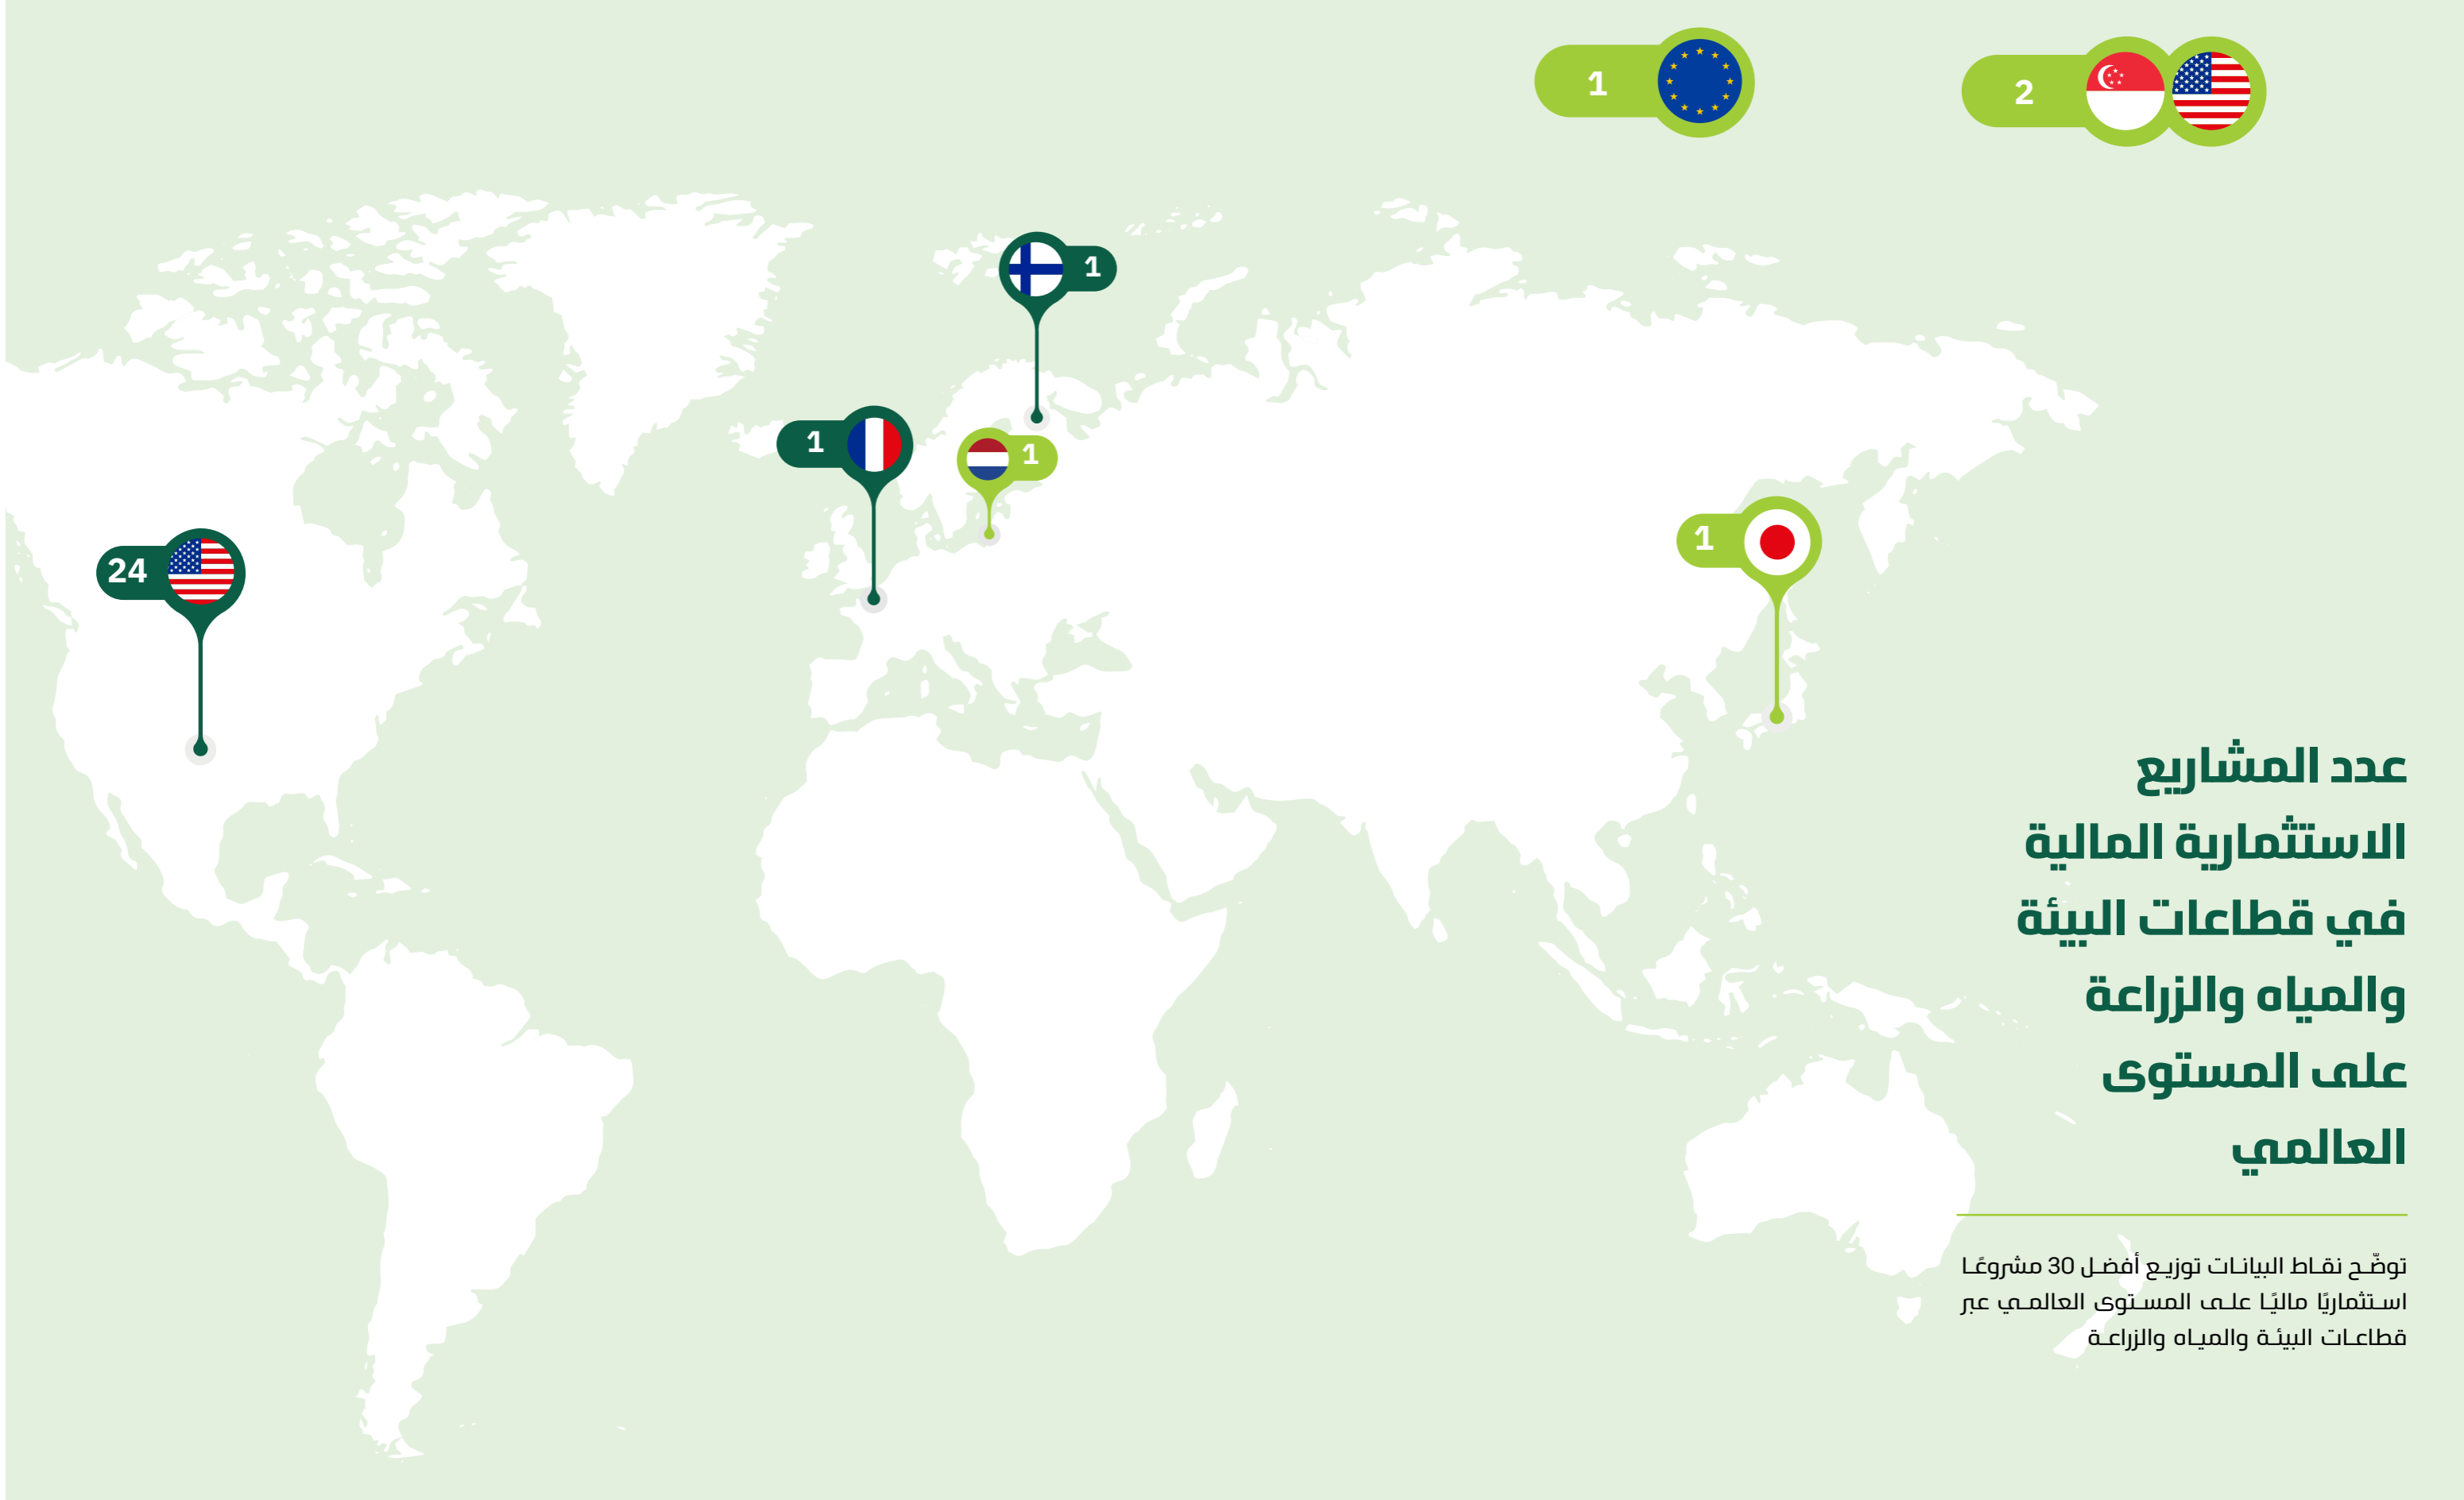 1
2
1
1
1
1
24
عدد المشاريع
الاستثمارية المالية
في قطاعات البيئة
والمياه والزراعة
على المستوى
العالمي
توضّح نقاط البيانات توزيع أفضل 30 مشروعًا
استثماريًا ماليًا على المستوى العالمي عبر
قطاعات البيئة والمياه والزراعة